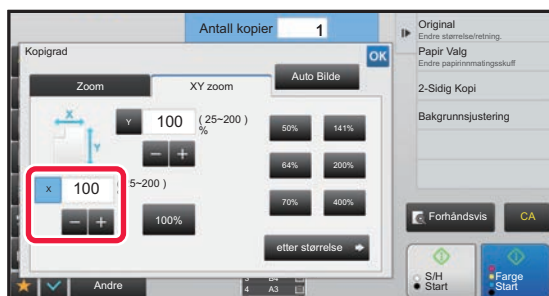 Antall kopier 1
Kopigrad
OK
Zoom
XY zoom
Auto Bilde
X
Y
Y 100 ( 25~200 )
%
50% 141%
64% 200%
70% 400%
X 100 5~200 )
100%
etter størrelse
Andre
4 A3
Original
Endre størrelse/retning.
Papir Valg
Endre papirinnmatingsskuff
2-Sidig Kopi
Bakgrunnsjustering
Forhåndsvis
CA
S/H
Start
Farge
Start